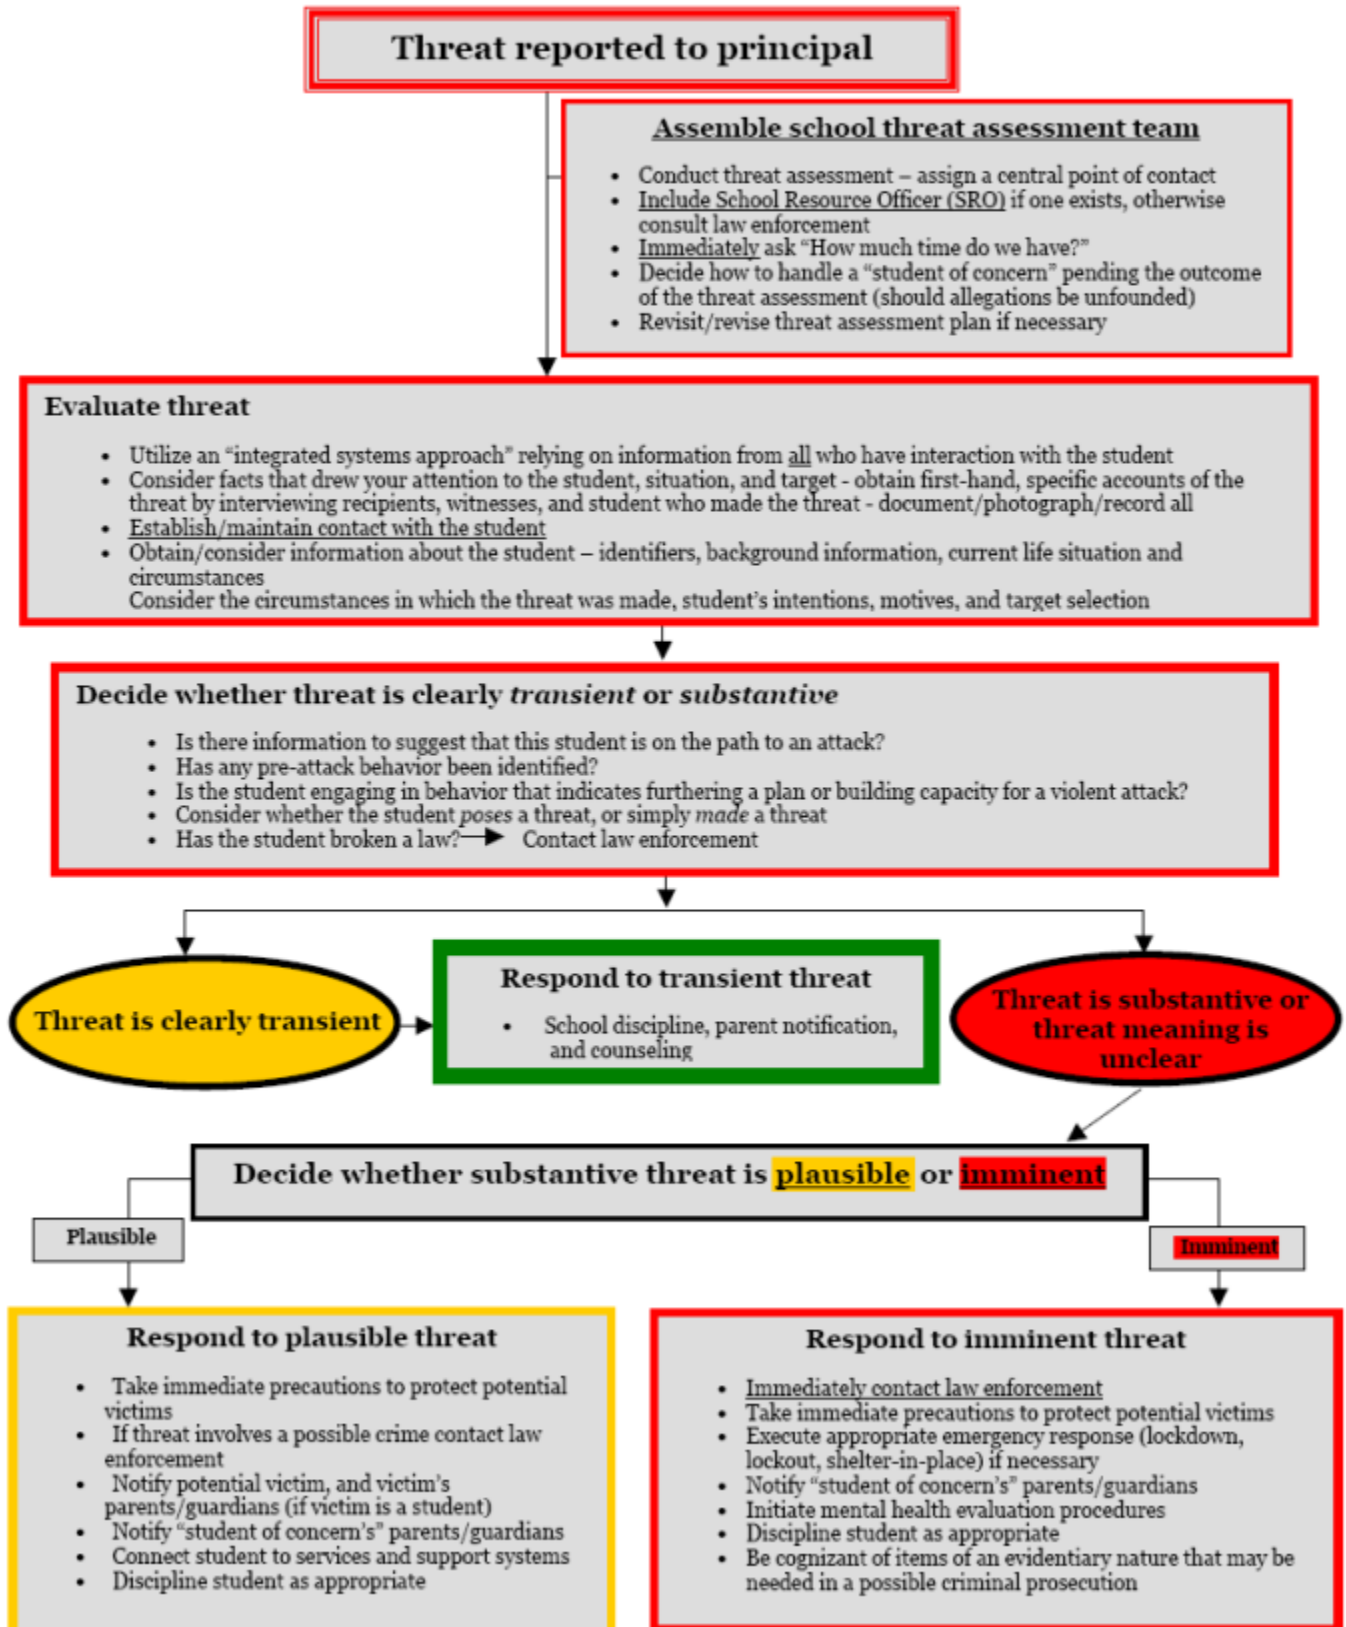 Threat reported to principal
Assemble school threat assessment team
• Conduct threat assessment – assign a central point of contact
• Include School Resource Officer (SRO) if one exists, otherwise
consult law enforcement
• Immediately ask “How much time do we have?”
• Decide how to handle a “student of concern” pending the outcome
of the threat assessment (should allegations be unfounded)
• Revisit/revise threat assessment plan if necessary
Evaluate threat
• Utilize an “integrated systems approach” relying on information from all who have interaction with the student
• Consider facts that drew your attention to the student, situation, and target - obtain first-hand, specific accounts of the
threat by interviewing recipients, witnesses, and student who made the threat - document/photograph/record all
• Establish/maintain contact with the student
• Obtain/consider information about the student – identifiers, background information, current life situation and
circumstances
Consider the circumstances in which the threat was made, student’s intentions, motives, and target selection
Decide whether threat is clearly transient or substantive
• Is there information to suggest that this student is on the path to an attack?
• Has any pre-attack behavior been identified?
• Is the student engaging in behavior that indicates furthering a plan or building capacity for a violent attack?
• Consider whether the student poses a threat, or simply made a threat
• Has the student broken a law? Contact law enforcement
Threat is clearly transient
Respond to transient threat
• School discipline, parent notification,
and counseling
Threat is substantive or
threat meaning is
unclear
Decide whether substantive threat is plausible or imminent
Plausible
Imminent
Respond to plausible threat
• Take immediate precautions to protect potential
victims
• If threat involves a possible crime contact law
enforcement
• Notify potential victim, and victim’s
parents/guardians (if victim is a student)
• Notify “student of concern’s” parents/guardians
• Connect student to services and support systems
• Discipline student as appropriate
Respond to imminent threat
• Immediately contact law enforcement
• Take immediate precautions to protect potential victims
• Execute appropriate emergency response (lockdown,
lockout, shelter-in-place) if necessary
• Notify “student of concern’s” parents/guardians
• Initiate mental health evaluation procedures
• Discipline student as appropriate
• Be cognizant of items of an evidentiary nature that may be
needed in a possible criminal prosecution